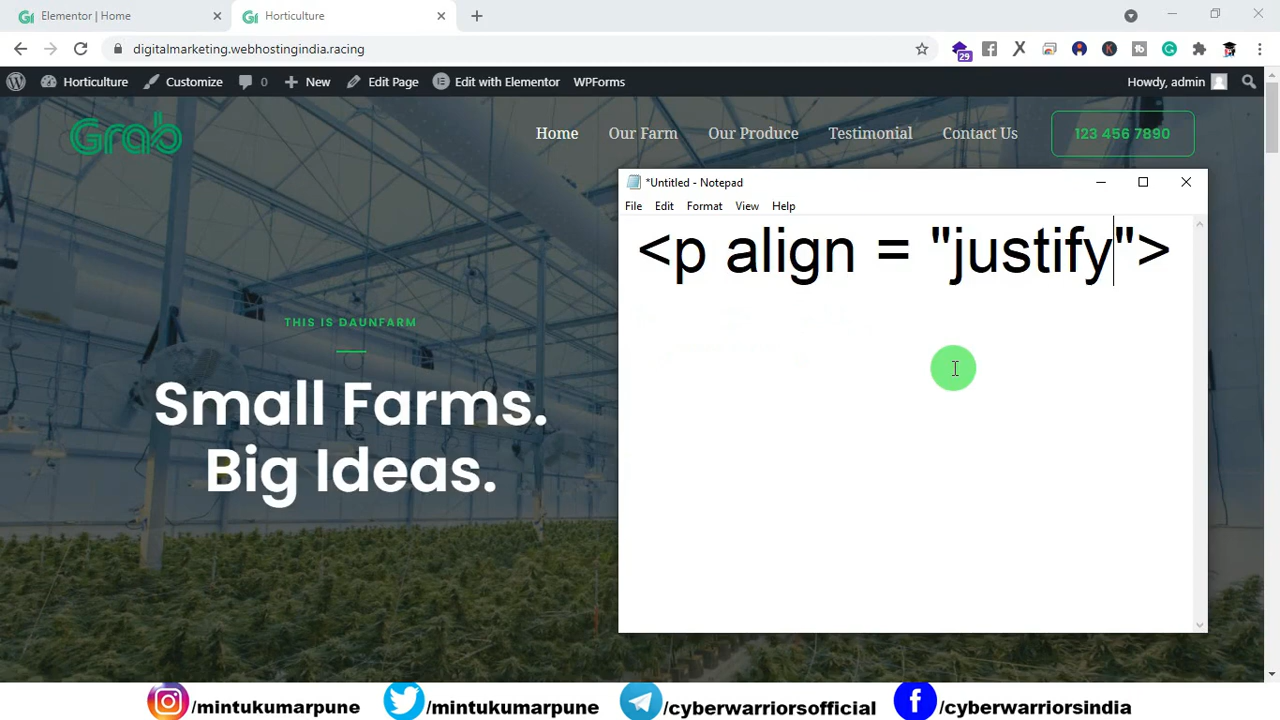 Elementor | Home
Horticulture
digitalmarketing.webhostingindia.racing
29
Horticulture Customize 0 New Edit Page Edit with Elementor WPForms Howdy, admin
Grab
Home Our Farm Our Produce Testimonial Contact Us 123 456 7890
*Untitled - Notepad
File Edit Format View Help
<p align = "justify">
THIS IS DAUNFARM
Small Farms.
Big Ideas.
/mintukumarpune /mintukumarpune /cyberwarriorsofficial /cyberwarriorsindia